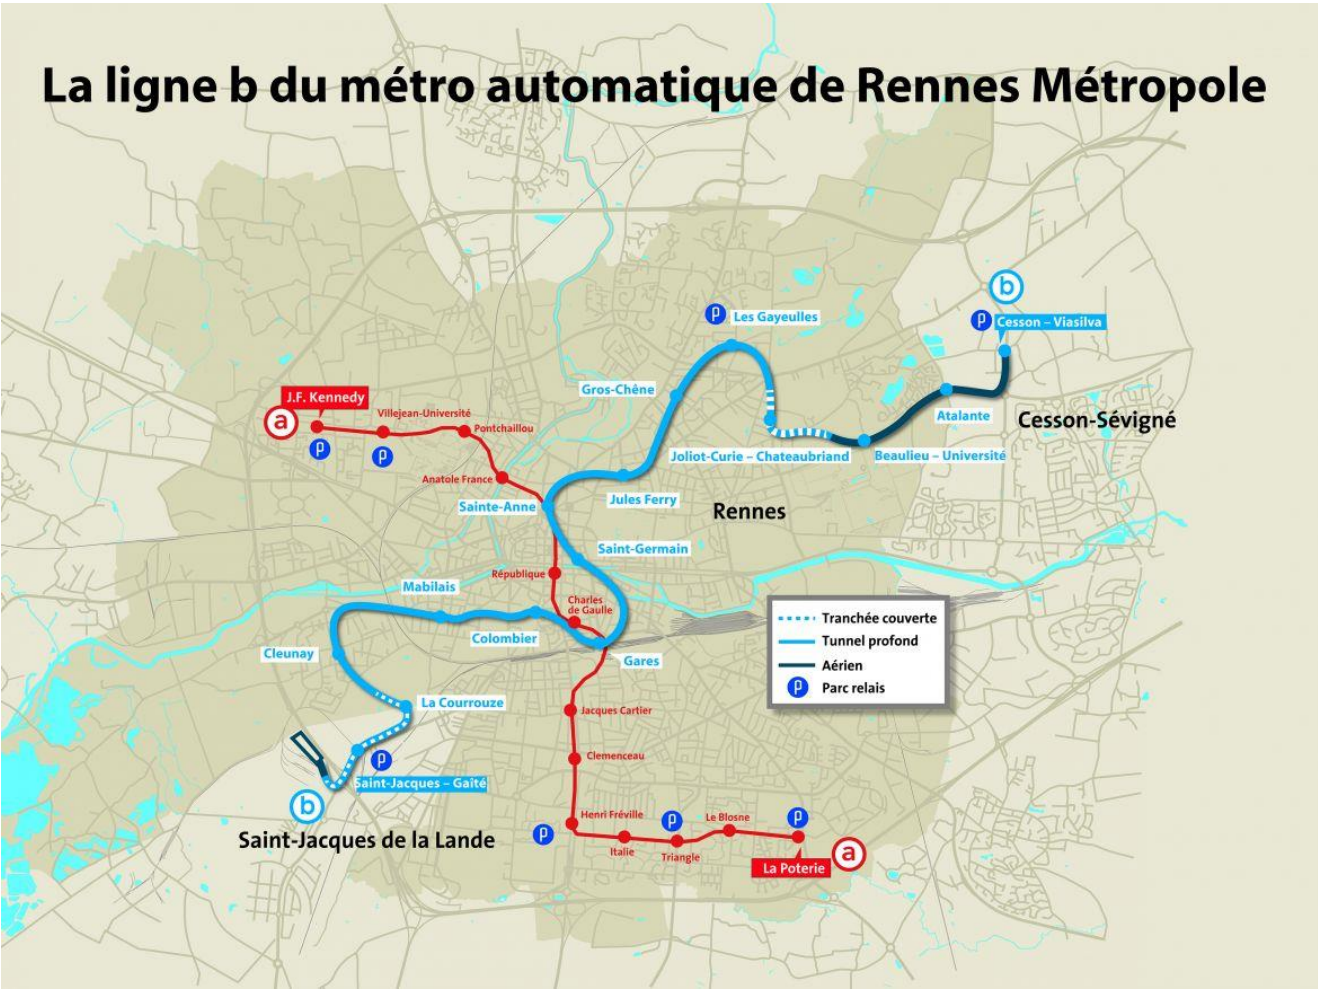 La ligne b du métro automatique de Rennes Métropole
b
P
Les Gayeulles
P
Cesson – Viasilva
Gros-Chêne
J.F. Kennedy
a
Villejean-Université
Pontchaillou
P
P
Atalante
Cesson-Sévigné
Joliot-Curie – Chateaubriand
Beaulieu – Université
Anatole France
Sainte-Anne
Jules Ferry
Rennes
Saint-Germain
République
Mabilais
Charles
de Gaulle
Colombier
Cleunay
Gares
Tranchée couverte
Tunnel profond
Aérien
P
Parc relais
La Courrouze
Jacques Cartier
Clemenceau
P
Saint-Jacques – Gaîté
b
Saint-Jacques de la Lande
Henri Fréville
P
Italie
P
Triangle
Le Blosne
P
La Poterie
a